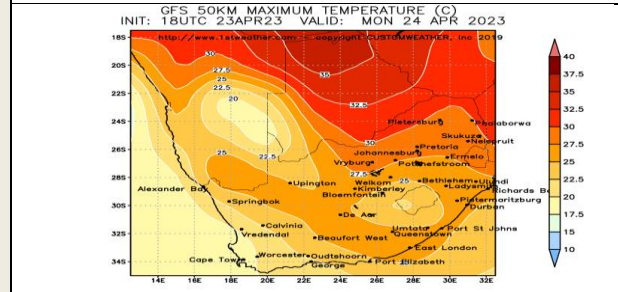 GFS 50KM MAXIMUM TEMPERATURE (C)
INIT: 18UTC 23APR23 VALID: MON 24 APR 2023
18S http://www.1stweather.com -- copyright CUSTOMWEATHER, Inc 2019 40
30 37.5
20S 27.5 35 35
25
22S 22.5 32.5 32.5
20 30
24S Pietersburg Phalaborwa 27.5
Skukuza
30 Nelspruit 25
26S 25 22.5 Johannesburg Pretoria 22.5
Vryburg Potchefstroom Ermelo
27.5 20
28S Welkom 25 Bethlehem Ulundi
Alexander Bay Upington Kimberley Ladysmith 17.5
Bloemfontein Richards B
30S Springbok Pietermaritzburg 15
De Aar Durban
Calvinia Umtata Port St Johns 10
32S Vredendal Beaufort West Queenstown
East London
34S Cape Town Worcester Oudtshoorn Port Elizabeth
George
14E 16E 18E 20E 22E 24E 26E 28E 30E 32E